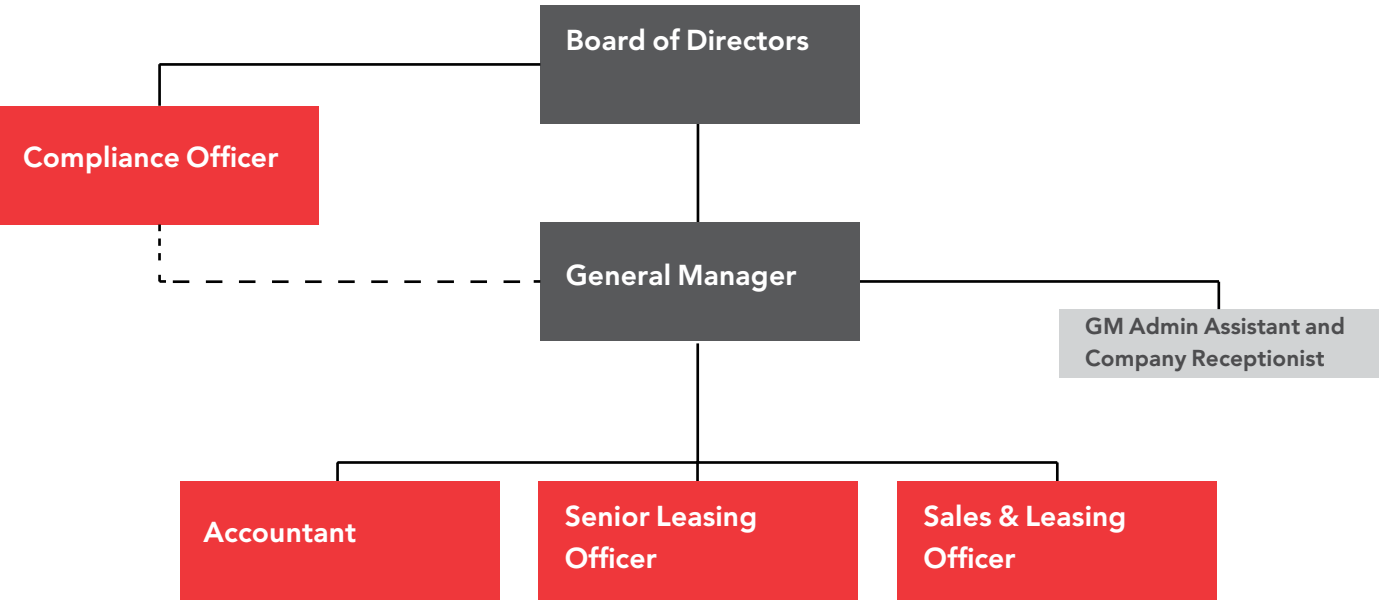 Board of Directors
Compliance Officer
General Manager
GM Admin Assistant and
Company Receptionist
Accountant
Senior Leasing
Officer
Sales & Leasing
Officer